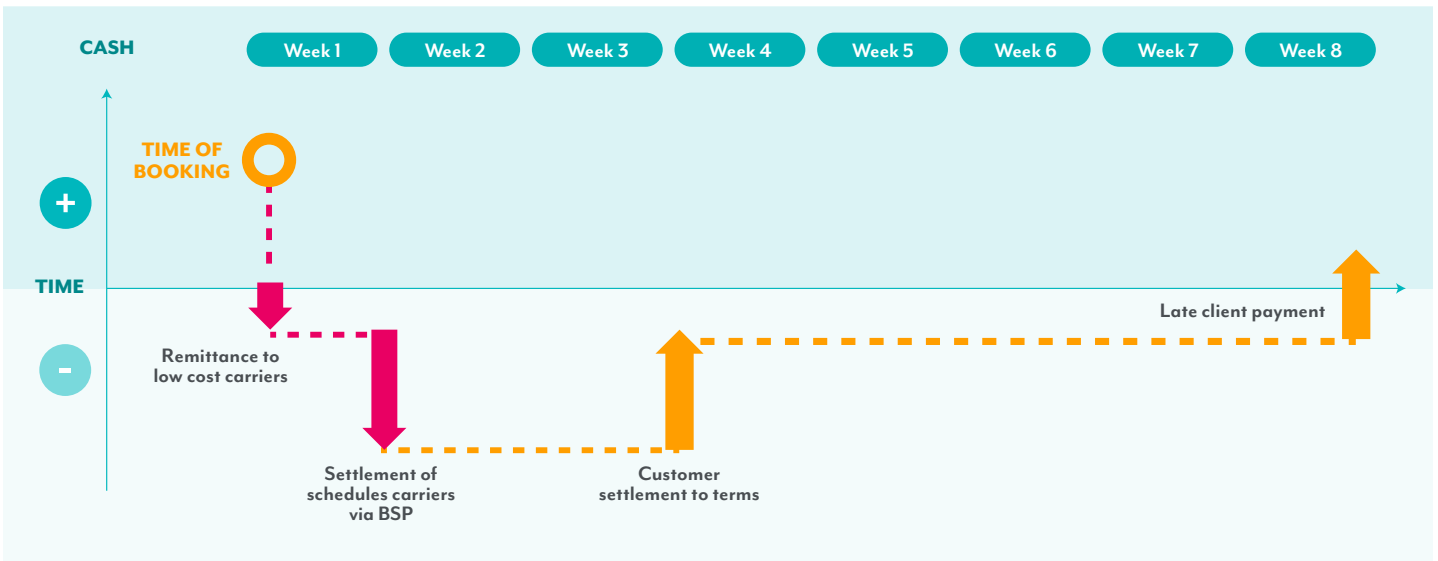 CASH
Week 1
Week 2
Week 3
Week 4
Week 5
Week 6
Week 7
Week 8
TIME OF
BOOKING
+
TIME
Late client payment
Remittance to
low cost carriers
-
Settlement of
schedules carriers
via BSP
Customer
settlement to terms